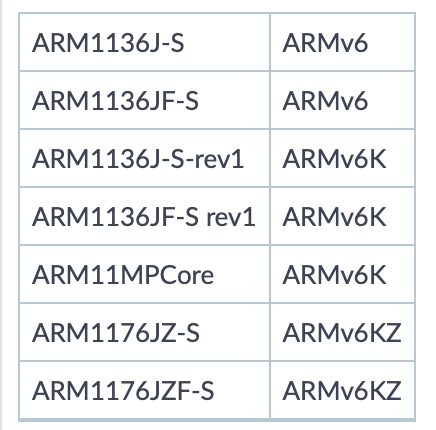 ARM1136J-S ARMv6
ARM1136JF-S ARMv6
ARM1136J-S-rev1 ARMv6K
ARM1136JF-S rev1 ARMv6K
ARM11MPCore ARMv6K
ARM1176JZ-S ARMv6KZ
ARM1176JZF-S ARMv6KZ